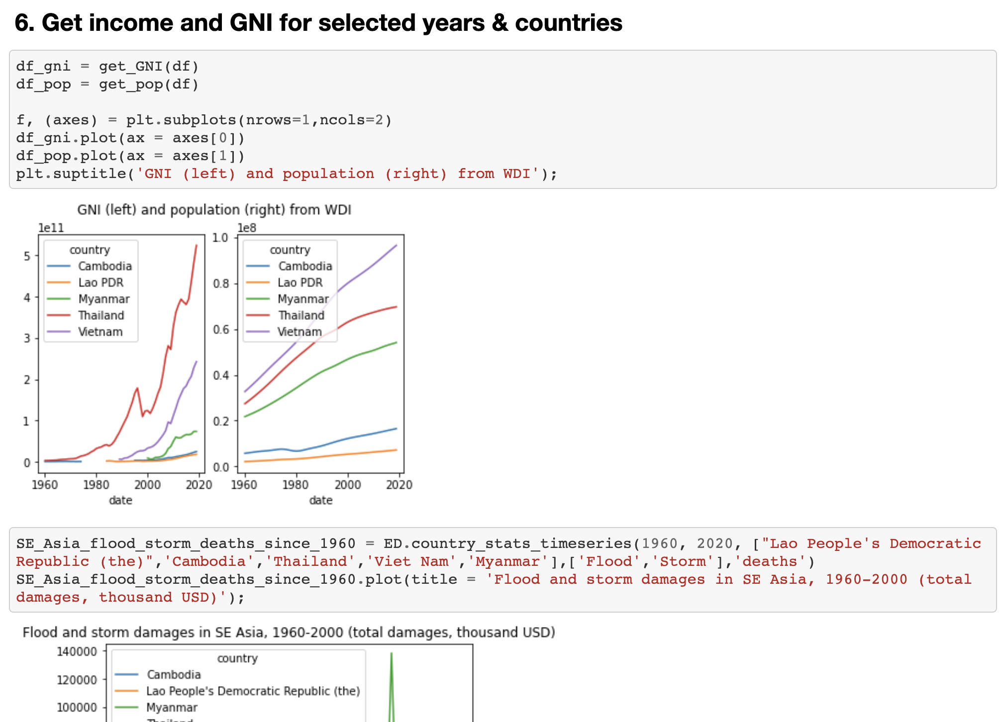 6. Get income and GNI for selected years & countries
df_gni = get_GNI(df)
df_pop = get_pop(df)
f, (axes) = plt.subplots(nrows=1,ncols=2)
df_gni.plot(ax = axes[0])
df_pop.plot(ax = axes[1])
plt.suptitle('GNI (left) and population (right) from WDI');
GNI (left) and population (right) from WDI
1e11
country
Cambodia
Lao PDR
Myanmar
Thailand
Vietnam
5
4
3
2
1
0
1960 1980 2000 2020
date
1e8
country
Cambodia
Lao PDR
Myanmar
Thailand
Vietnam
1.0
0.8
0.6
0.4
0.2
0.0
1960 1980 2000 2020
date
SE_Asia_flood_storm_deaths_since_1960 = ED.country_stats_timeseries(1960, 2020, ["Lao People's Democratic
Republic (the)",'Cambodia','Thailand','Viet Nam','Myanmar'],['Flood','Storm'],'deaths')
SE_Asia_flood_storm_deaths_since_1960.plot(title = 'Flood and storm damages in SE Asia, 1960-2000 (total
damages, thousand USD)');
Flood and storm damages in SE Asia, 1960-2000 (total damages, thousand USD)
140000
120000
100000
country
Cambodia
Lao People's Democratic Republic (the)
Myanmar
Thailand